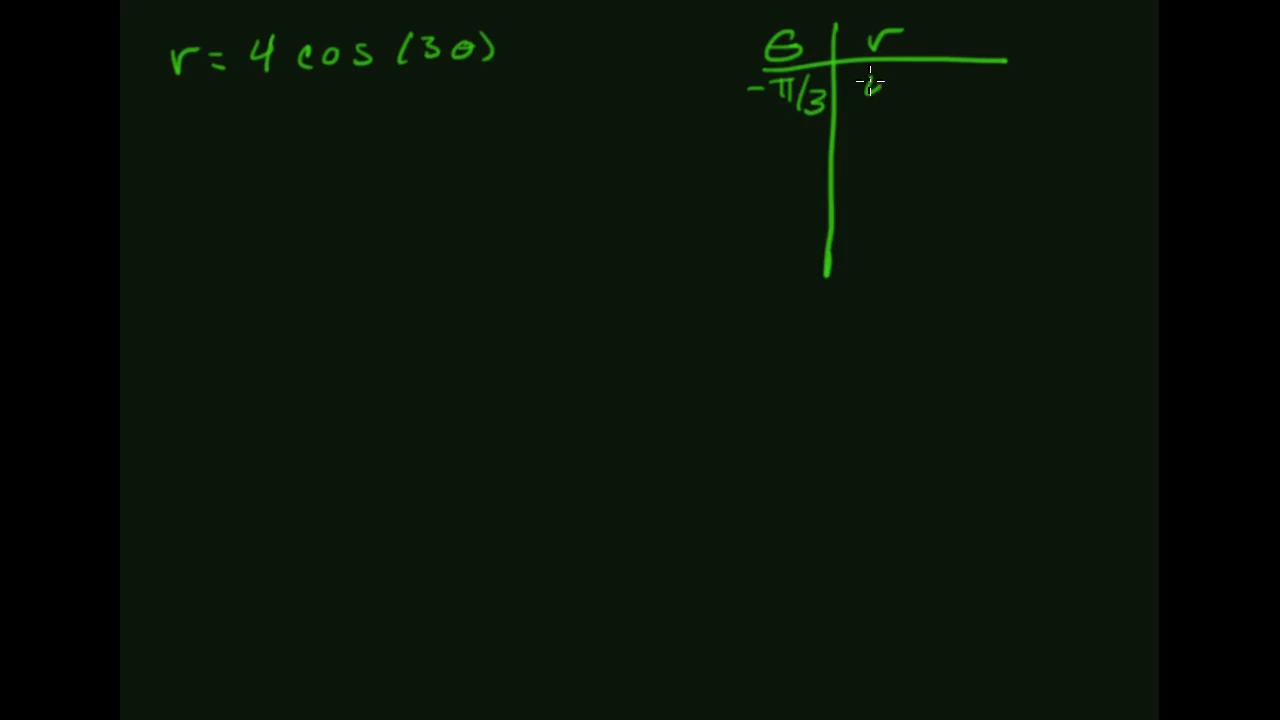 r = 4 cos (3θ)
θ r
-π/3